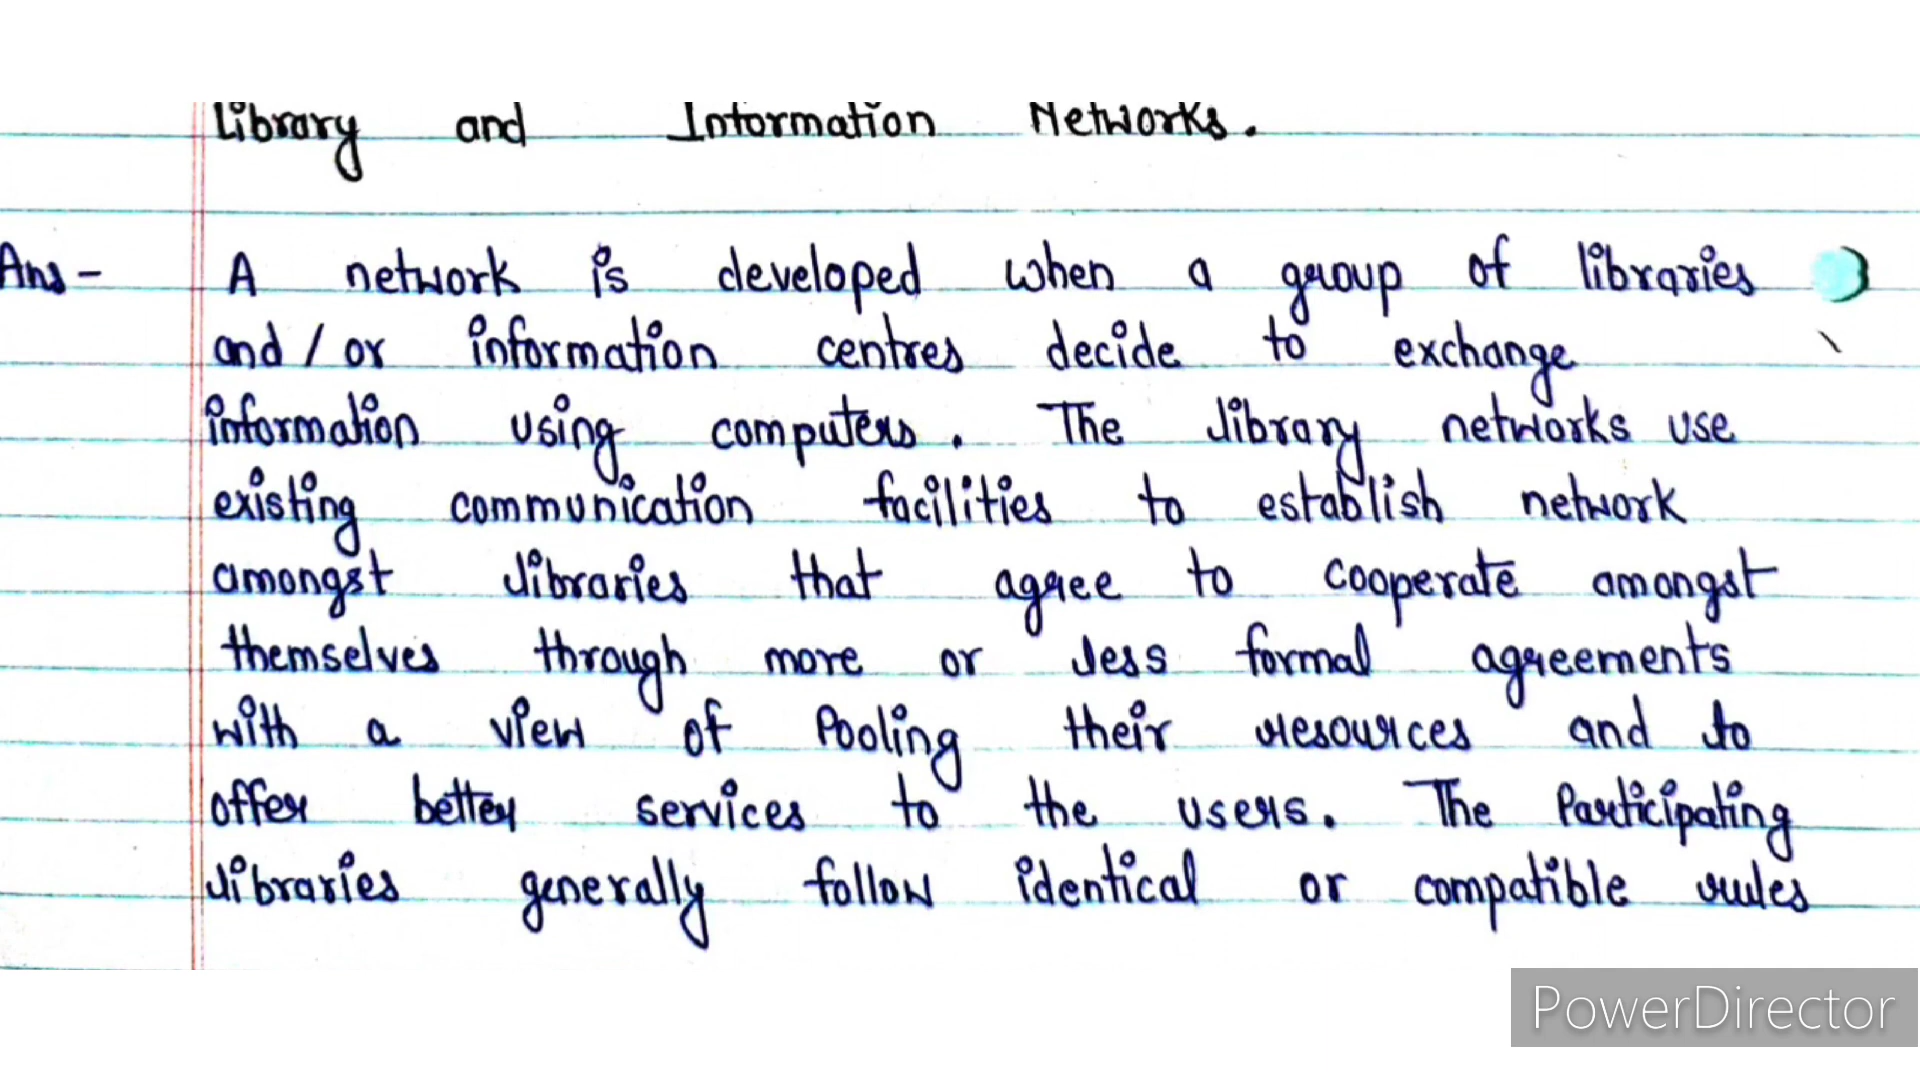 Library and Information Networks.
Ans - A network is developed when a group of libraries
and / or information centres decide to exchange
information using computers. The library networks use
existing communication facilities to establish network
amongst libraries that agree to cooperate amongst
themselves through more or less formal agreements
with a view of Pooling their resources and to
offer better services to the users. The Participating
libraries generally follow identical or compatible rules
PowerDirector